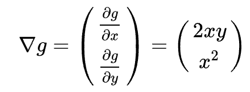 ∇g = ( ∂g/∂x ∂g/∂y ) = ( 2xy x² )